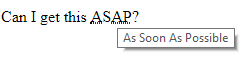 Can I get this ASAP?
As Soon As Possible